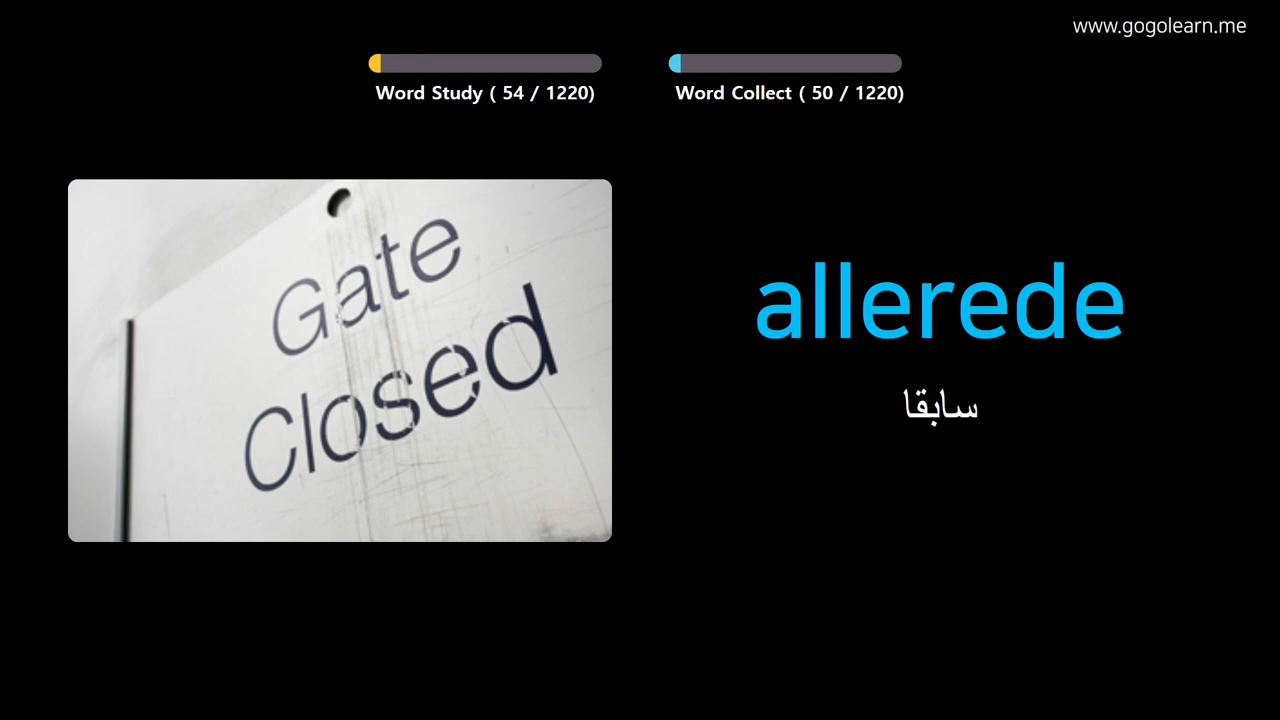 www.gogolearn.me
Word Study ( 54 / 1220)
Word Collect ( 50 / 1220)
Gate
Closed
allerede
سابقا